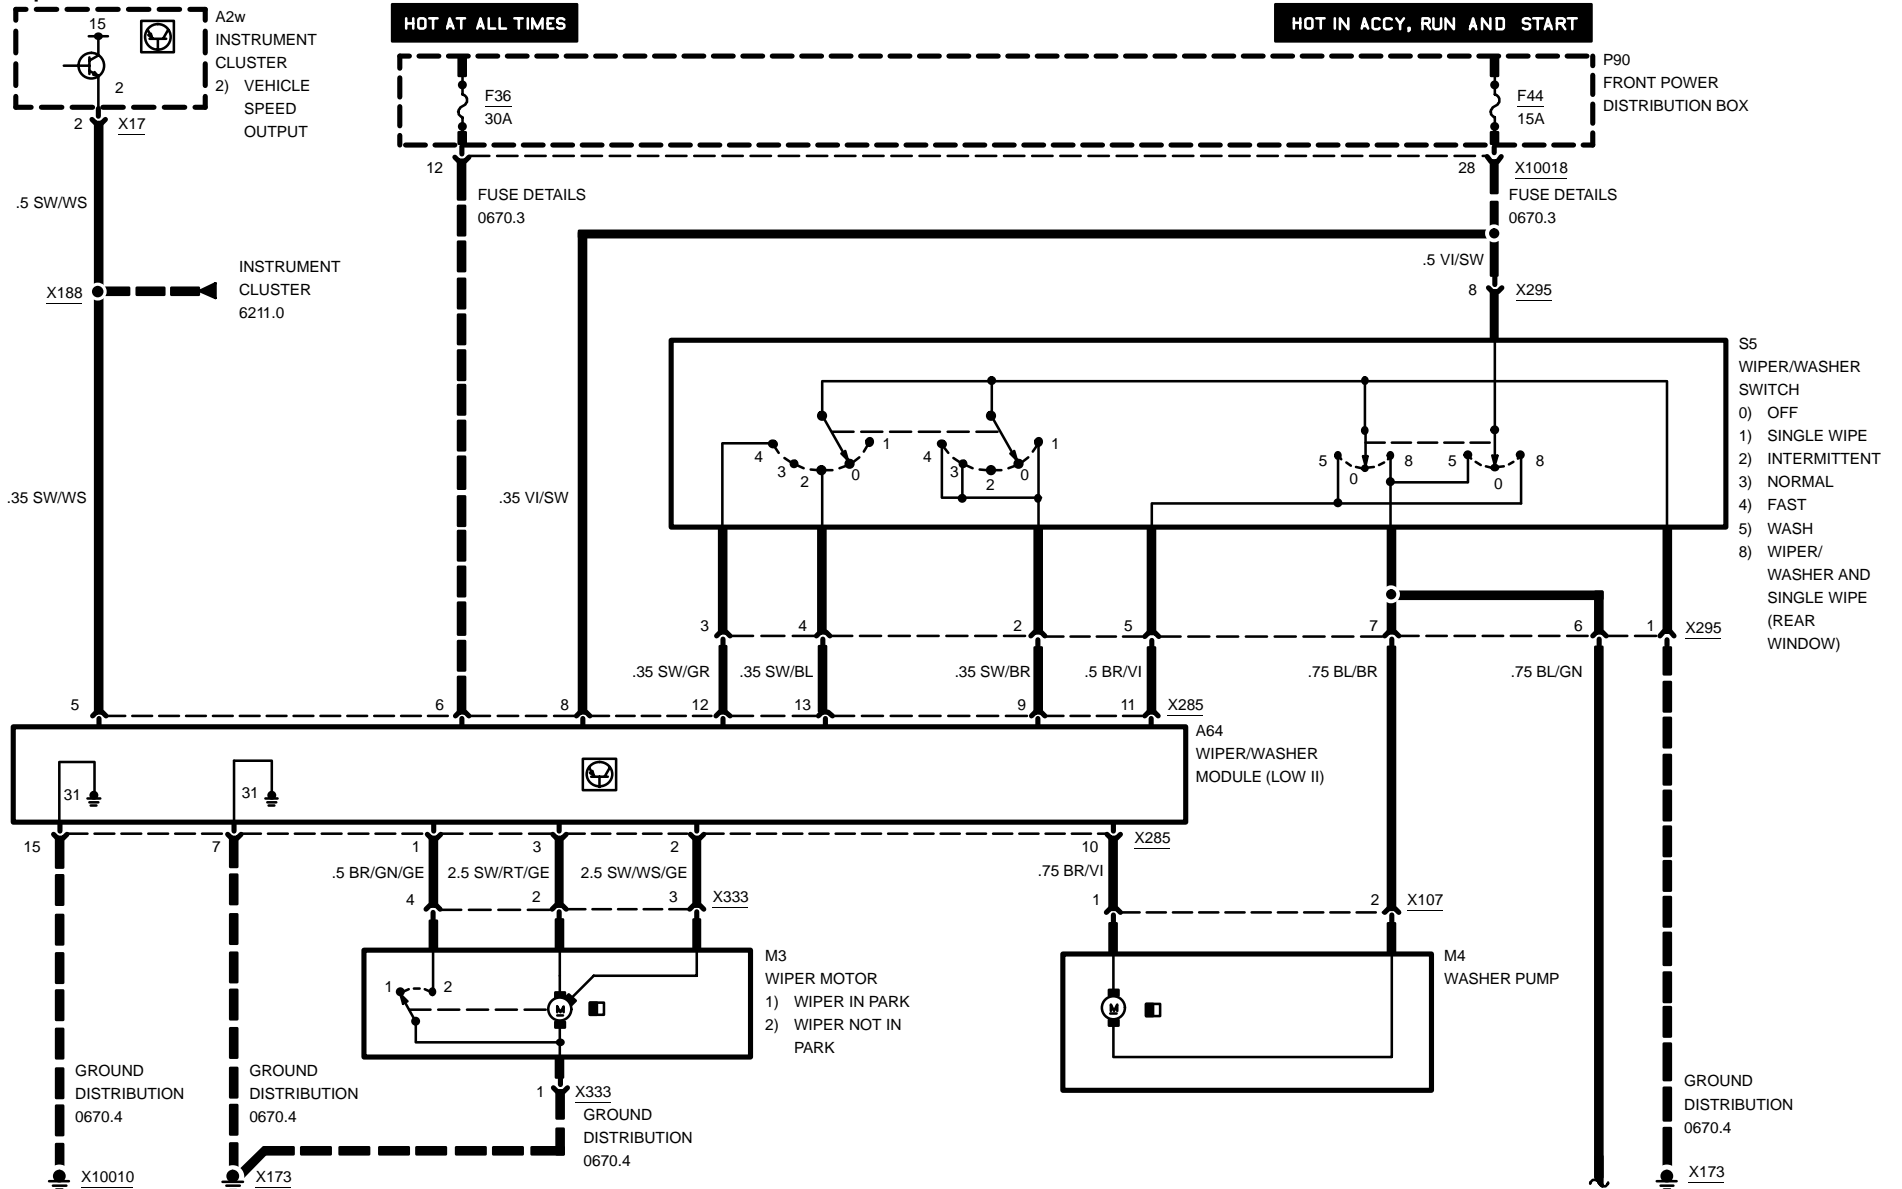 HOT AT ALL TIMES
HOT IN ACCY, RUN AND START
15
2
A2w
INSTRUMENT
CLUSTER
2) VEHICLE
SPEED
OUTPUT
2 X17
F36
30A
F44
15A
P90
FRONT POWER
DISTRIBUTION BOX
12
28 X10018
FUSE DETAILS
0670.3
FUSE DETAILS
0670.3
.5 SW/WS
.5 VI/SW
X188
INSTRUMENT
CLUSTER
6211.0
8 X295
S5
WIPER/WASHER
SWITCH
0) OFF
1) SINGLE WIPE
2) INTERMITTENT
3) NORMAL
4) FAST
5) WASH
8) WIPER/
WASHER AND
SINGLE WIPE
(REAR
WINDOW)
4 3 2 0 1
4 3 2 0 1
5 0 8
5 0 8
.35 SW/WS
.35 VI/SW
3 4 2 5 7 6 1 X295
.35 SW/GR .35 SW/BL .35 SW/BR .5 BR/VI .75 BL/BR .75 BL/GN
5 6 8 12 13 9 11 X285
A64
WIPER/WASHER
MODULE (LOW II)
31 31
15 7 1 3 2 10 X285
.5 BR/GN/GE 2.5 SW/RT/GE 2.5 SW/WS/GE .75 BR/VI
4 2 3 X333
1 2 X107
M3
WIPER MOTOR
1) WIPER IN PARK
2) WIPER NOT IN
PARK
1 2
M
M4
WASHER PUMP
M
1 X333
GROUND
DISTRIBUTION
0670.4
GROUND
DISTRIBUTION
0670.4
GROUND
DISTRIBUTION
0670.4
GROUND
DISTRIBUTION
0670.4
X10010
X173
X173